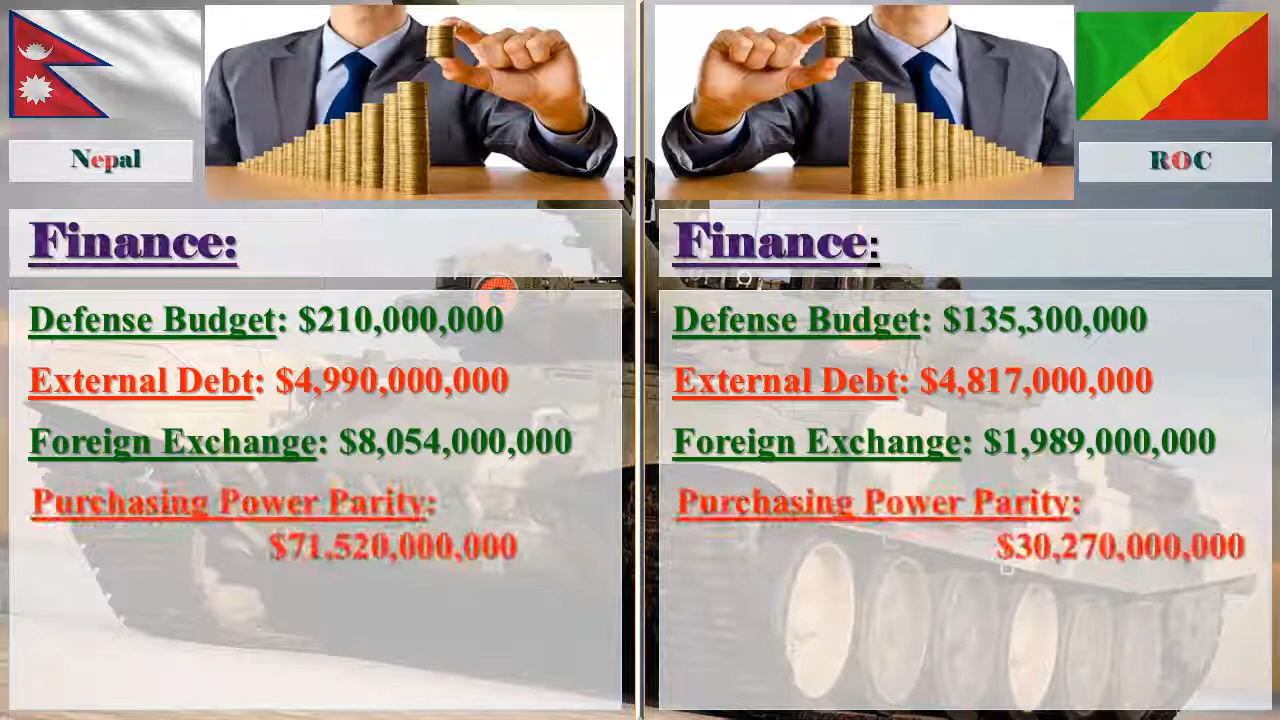 Nepal
Finance:
Defense Budget: $210,000,000
External Debt: $4,990,000,000
Foreign Exchange: $8,054,000,000
Purchasing Power Parity:
$71,520,000,000
ROC
Finance:
Defense Budget: $135,300,000
External Debt: $4,817,000,000
Foreign Exchange: $1,989,000,000
Purchasing Power Parity:
$30,270,000,000